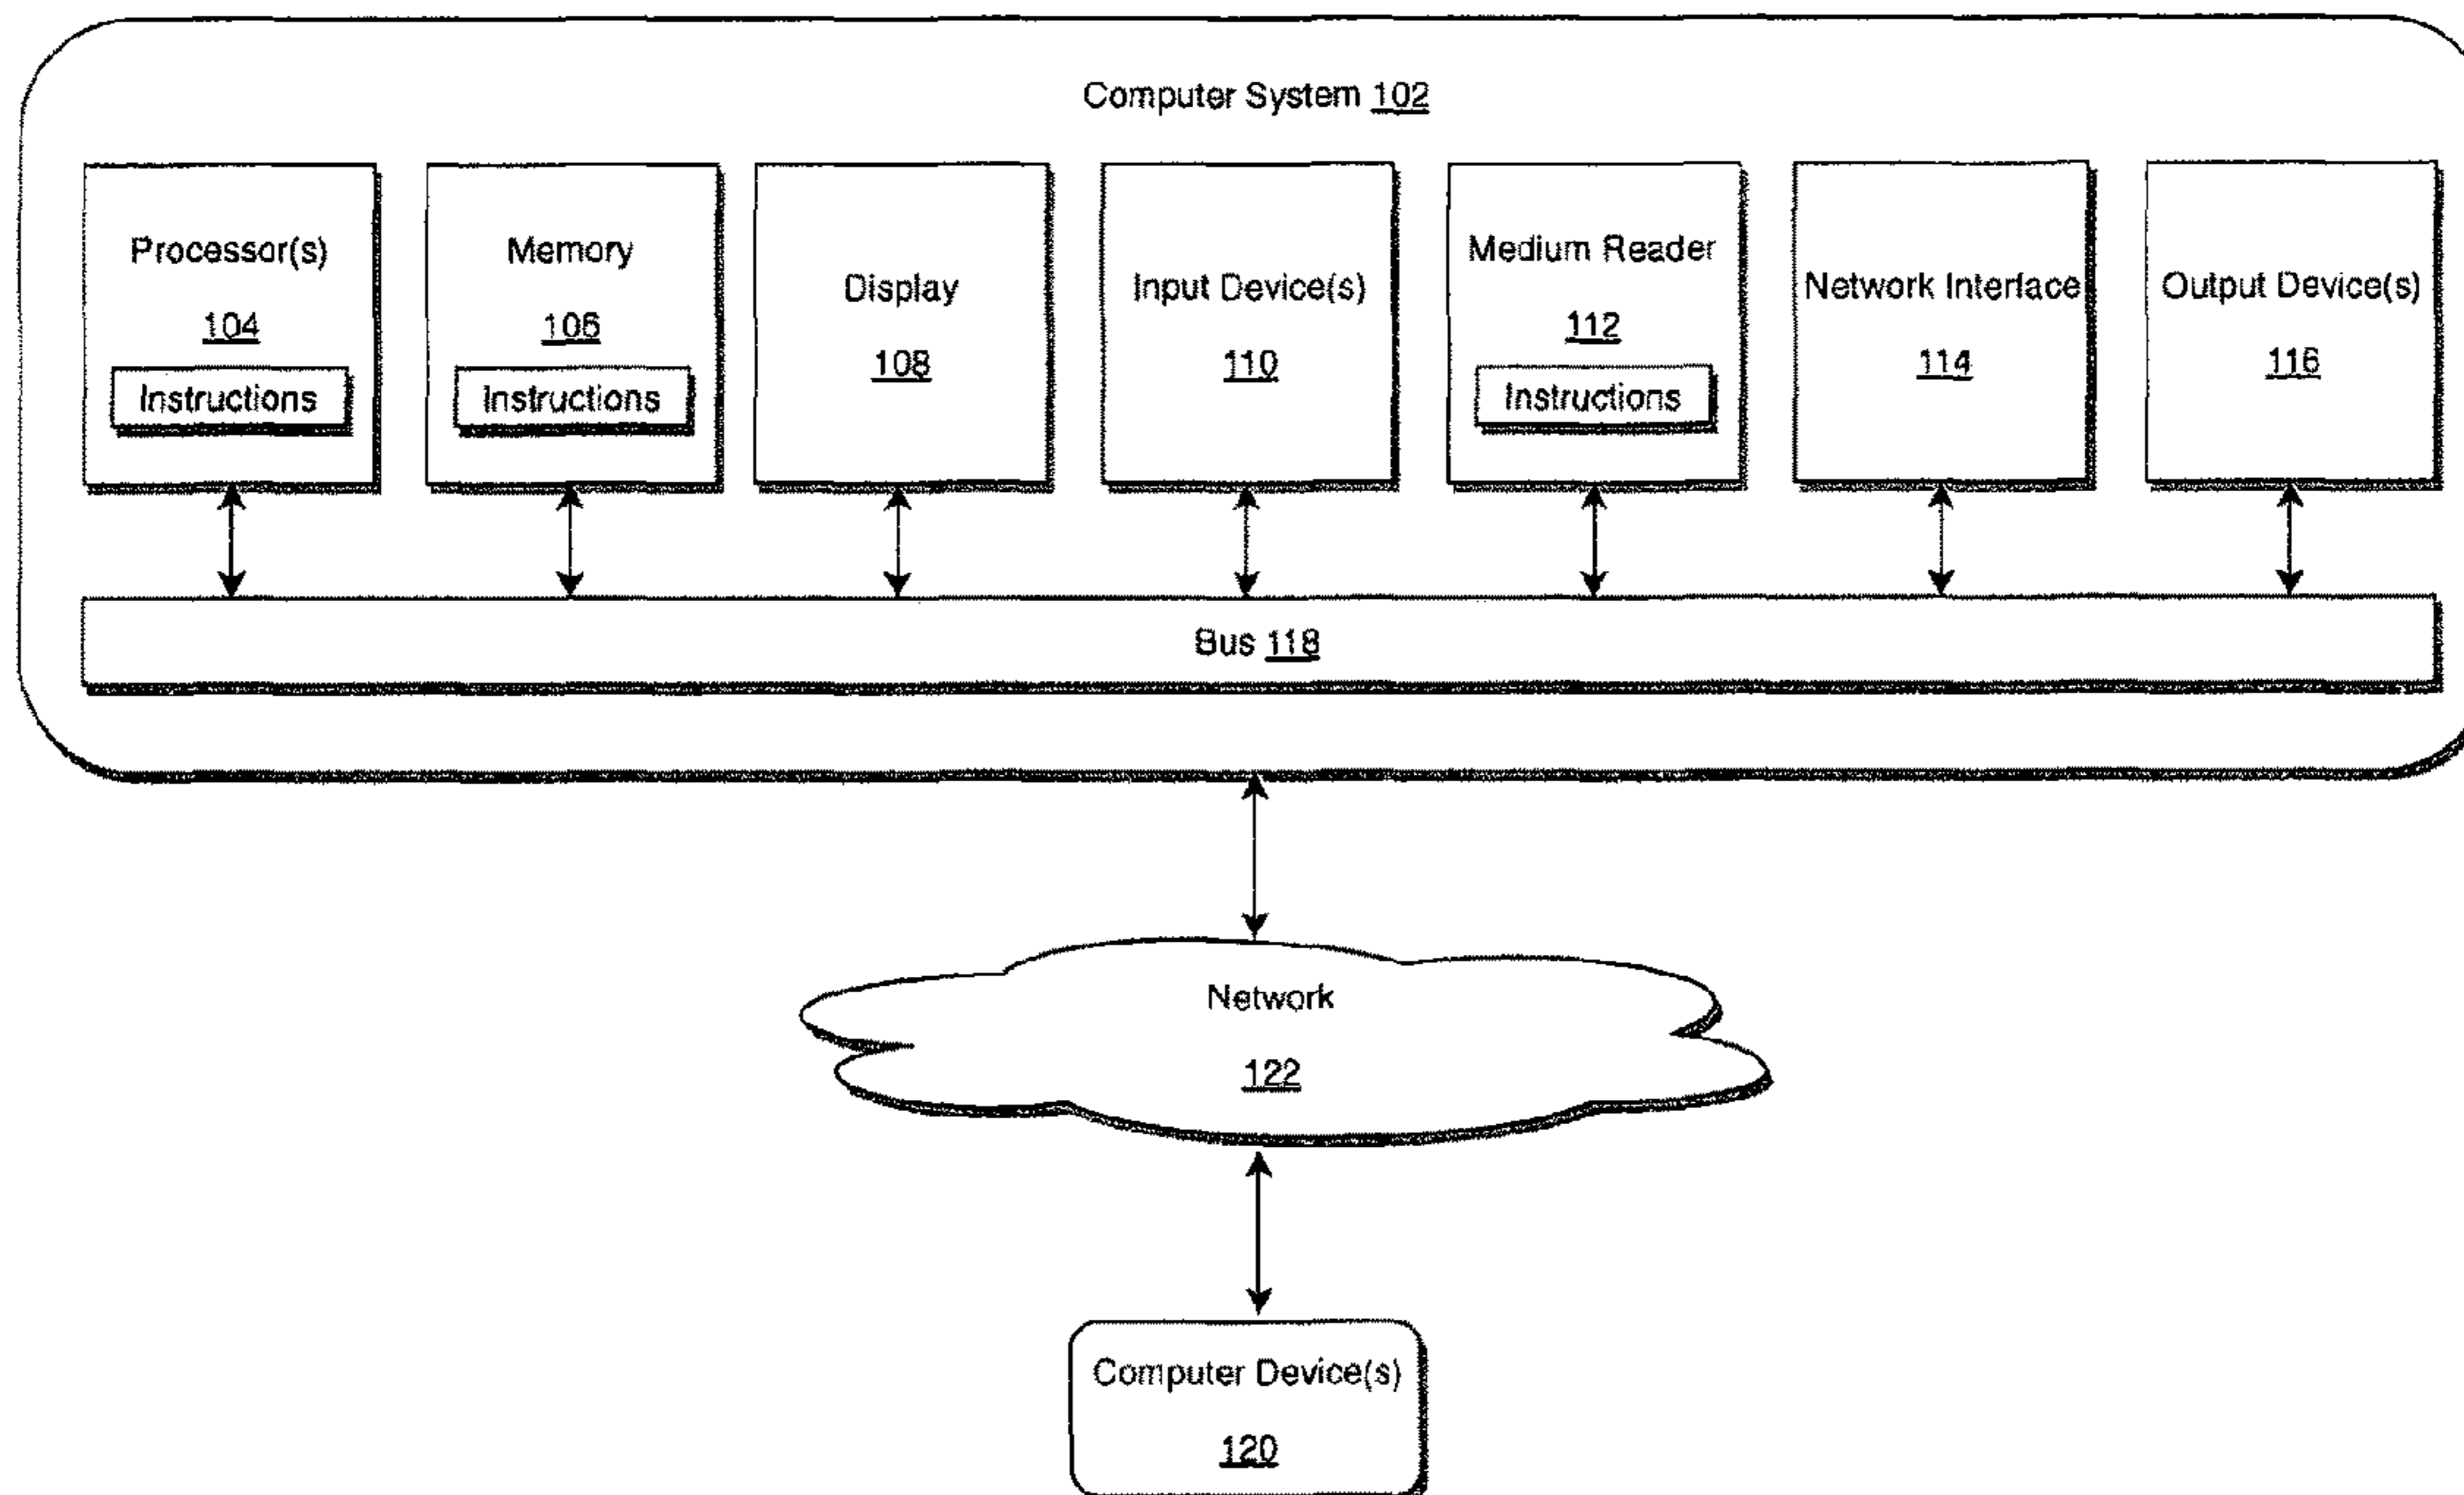 Computer System 102
Processor(s)
104
Instructions
Memory
106
Instructions
Display
108
Input Device(s)
110
Medium Reader
112
Instructions
Network Interface
114
Output Device(s)
116
Bus 118
Network
122
Computer Device(s)
120